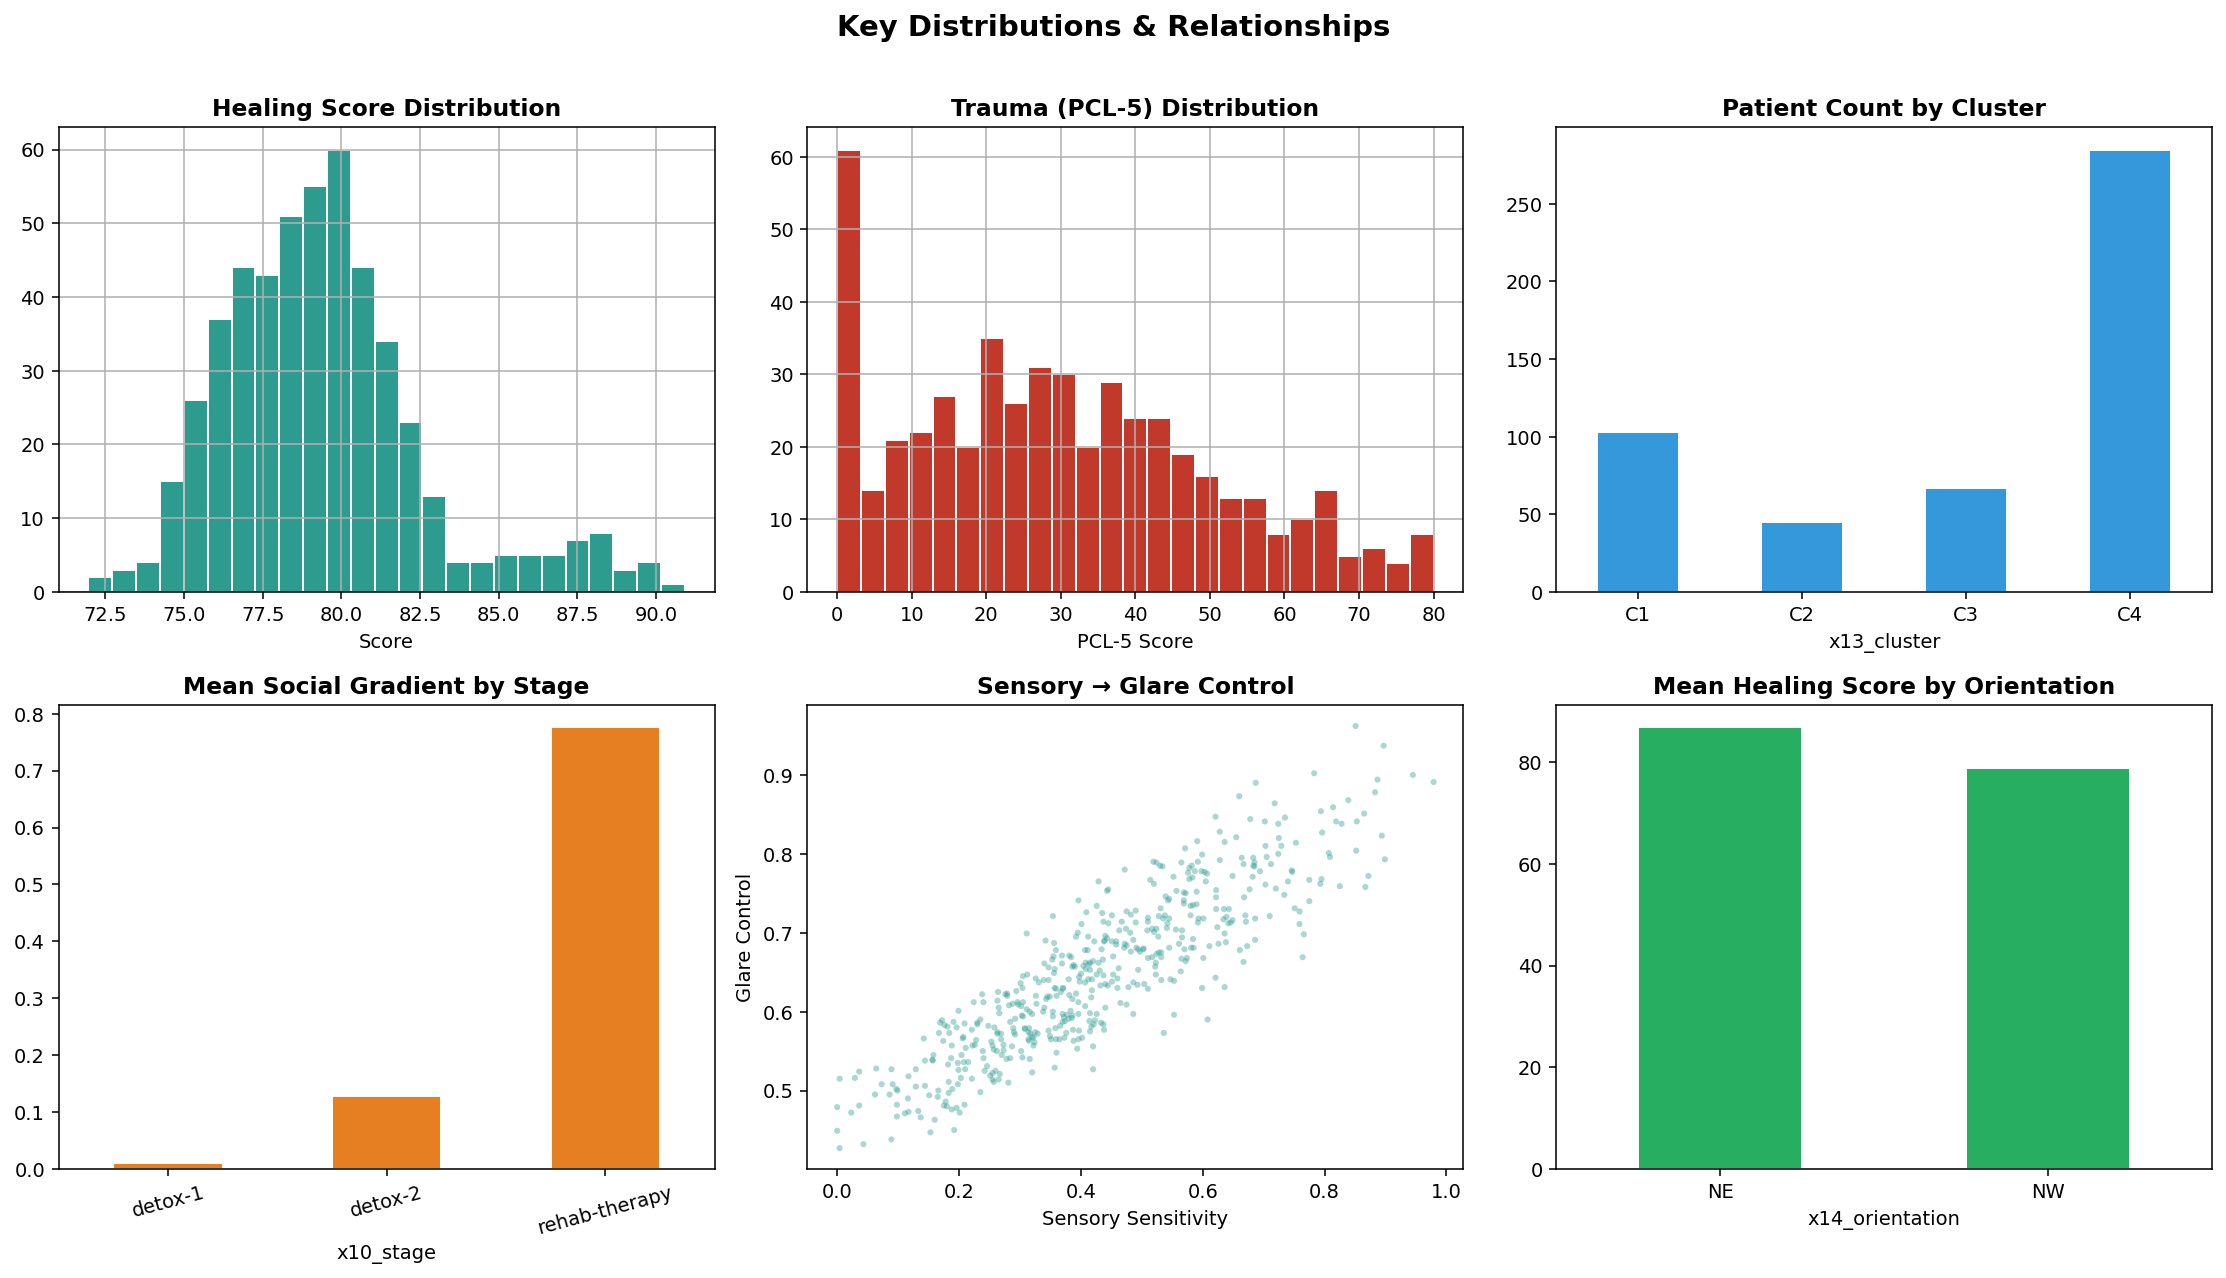 Key Distributions & Relationships
Healing Score Distribution
60
50
40
30
20
10
0
72.5 75.0 77.5 80.0 82.5 85.0 87.5 90.0
Score
Trauma (PCL-5) Distribution
60
50
40
30
20
10
0
0 10 20 30 40 50 60 70 80
PCL-5 Score
Patient Count by Cluster
250
200
150
100
50
0
C1 C2 C3 C4
x13_cluster
Mean Social Gradient by Stage
0.8
0.7
0.6
0.5
0.4
0.3
0.2
0.1
0.0
detox-1 detox-2 rehab-therapy
x10_stage
Sensory → Glare Control
Glare Control
0.9
0.8
0.7
0.6
0.5
0.0 0.2 0.4 0.6 0.8 1.0
Sensory Sensitivity
Mean Healing Score by Orientation
80
60
40
20
0
NE NW
x14_orientation